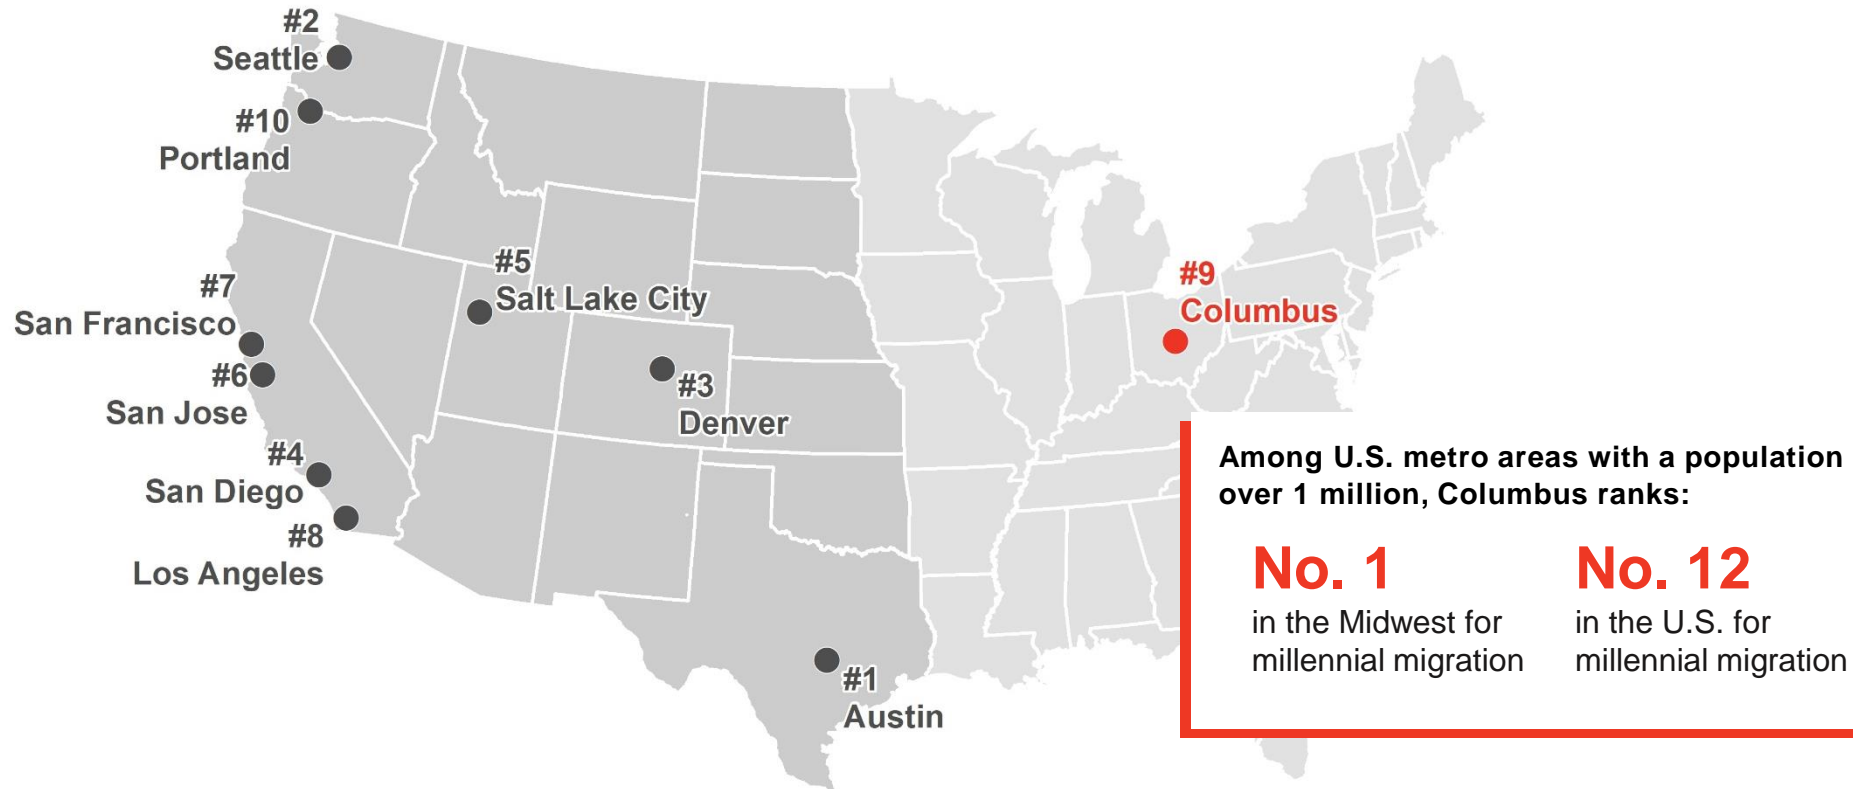 #2
Seattle
#10
Portland
#5
Salt Lake City
#7
San Francisco
#6
San Jose
#3
Denver
#4
San Diego
#8
Los Angeles
#1
Austin
#9
Columbus
Among U.S. metro areas with a population
over 1 million, Columbus ranks:
No. 1
in the Midwest for
millennial migration
No. 12
in the U.S. for
millennial migration